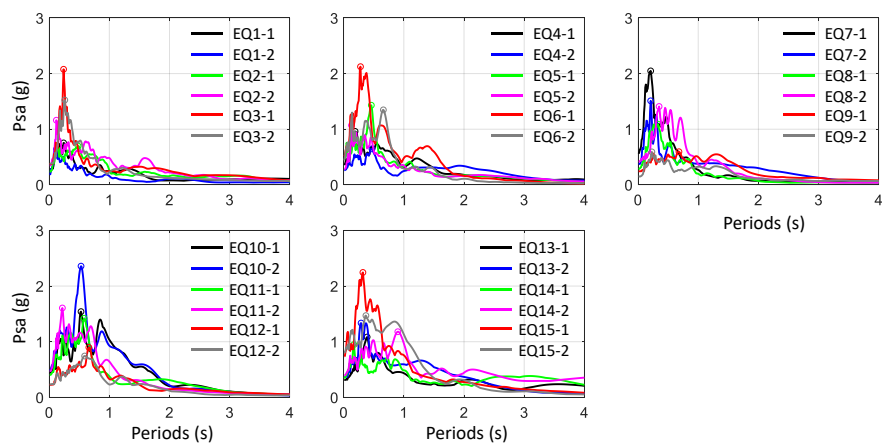 3
2
1
0
Psa (g)
EQ1-1
EQ1-2
EQ2-1
EQ2-2
EQ3-1
EQ3-2
0 1 2 3 4
3
2
1
0
EQ4-1
EQ4-2
EQ5-1
EQ5-2
EQ6-1
EQ6-2
0 1 2 3 4
3
2
1
0
EQ7-1
EQ7-2
EQ8-1
EQ8-2
EQ9-1
EQ9-2
0 1 2 3 4
Periods (s)
3
2
1
0
Psa (g)
EQ10-1
EQ10-2
EQ11-1
EQ11-2
EQ12-1
EQ12-2
0 1 2 3 4
Periods (s)
3
2
1
0
EQ13-1
EQ13-2
EQ14-1
EQ14-2
EQ15-1
EQ15-2
0 1 2 3 4
Periods (s)